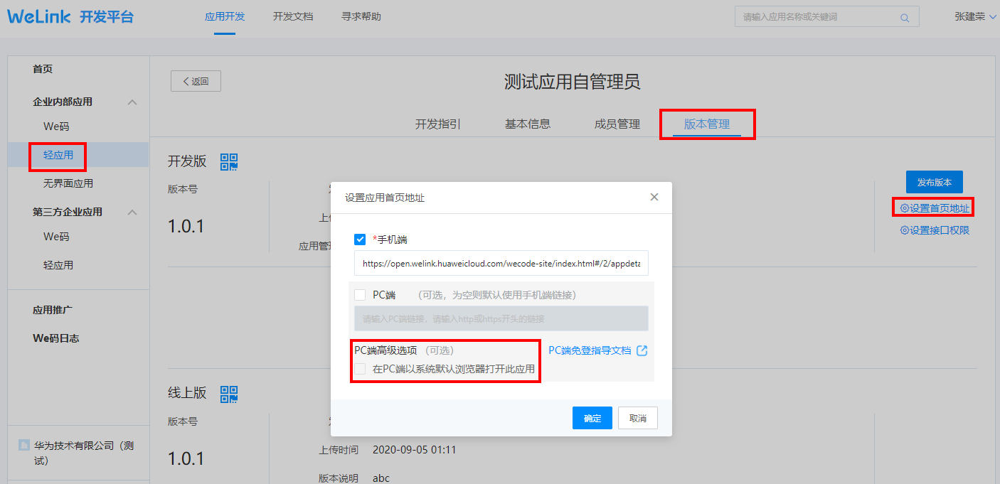 WeLink 开发平台
应用开发
开发文档
寻求帮助
请输入应用名称或关键词
张建荣
首页
企业内部应用
We码
轻应用
无界面应用
第三方企业应用
We码
轻应用
应用推广
We码日志
华为技术有限公司（测
试）
返回
测试应用自管理员
开发指引
基本信息
成员管理
版本管理
开发版
版本号
1.0.1
上传
应用管理
发布版本
设置首页地址
设置接口权限
设置应用首页地址
*手机端
https://open.welink.huaweicloud.com/wecode-site/index.html#/2/appdeta
PC端 （可选，为空则默认使用手机端链接）
请输入PC端链接，请输入http或https开头的链接
PC端高级选项 （可选） PC端免登指导文档
在PC端以系统默认浏览器打开此应用
确定
取消
线上版
版本号
1.0.1
上传时间 2020-09-05 01:11
版本说明 abc